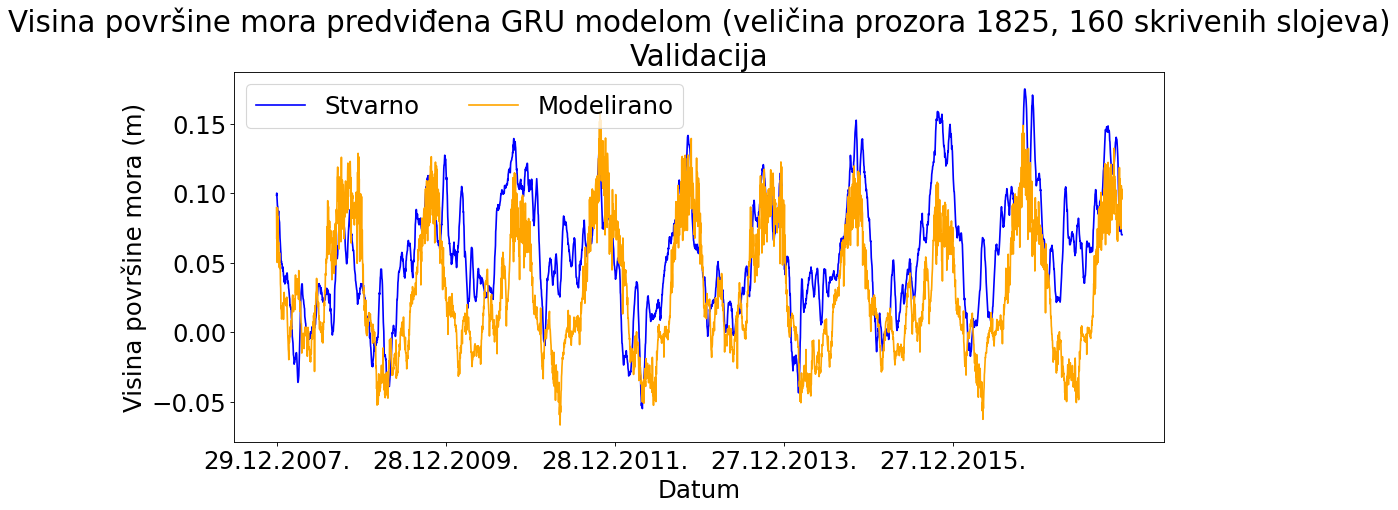 Visina površine mora predviđena GRU modelom (veličina prozora 1825, 160 skrivenih slojeva)
Validacija
Stvarno Modelirano
Visina površine mora (m)
0.15
0.10
0.05
0.00
−0.05
29.12.2007. 28.12.2009. 28.12.2011. 27.12.2013. 27.12.2015.
Datum